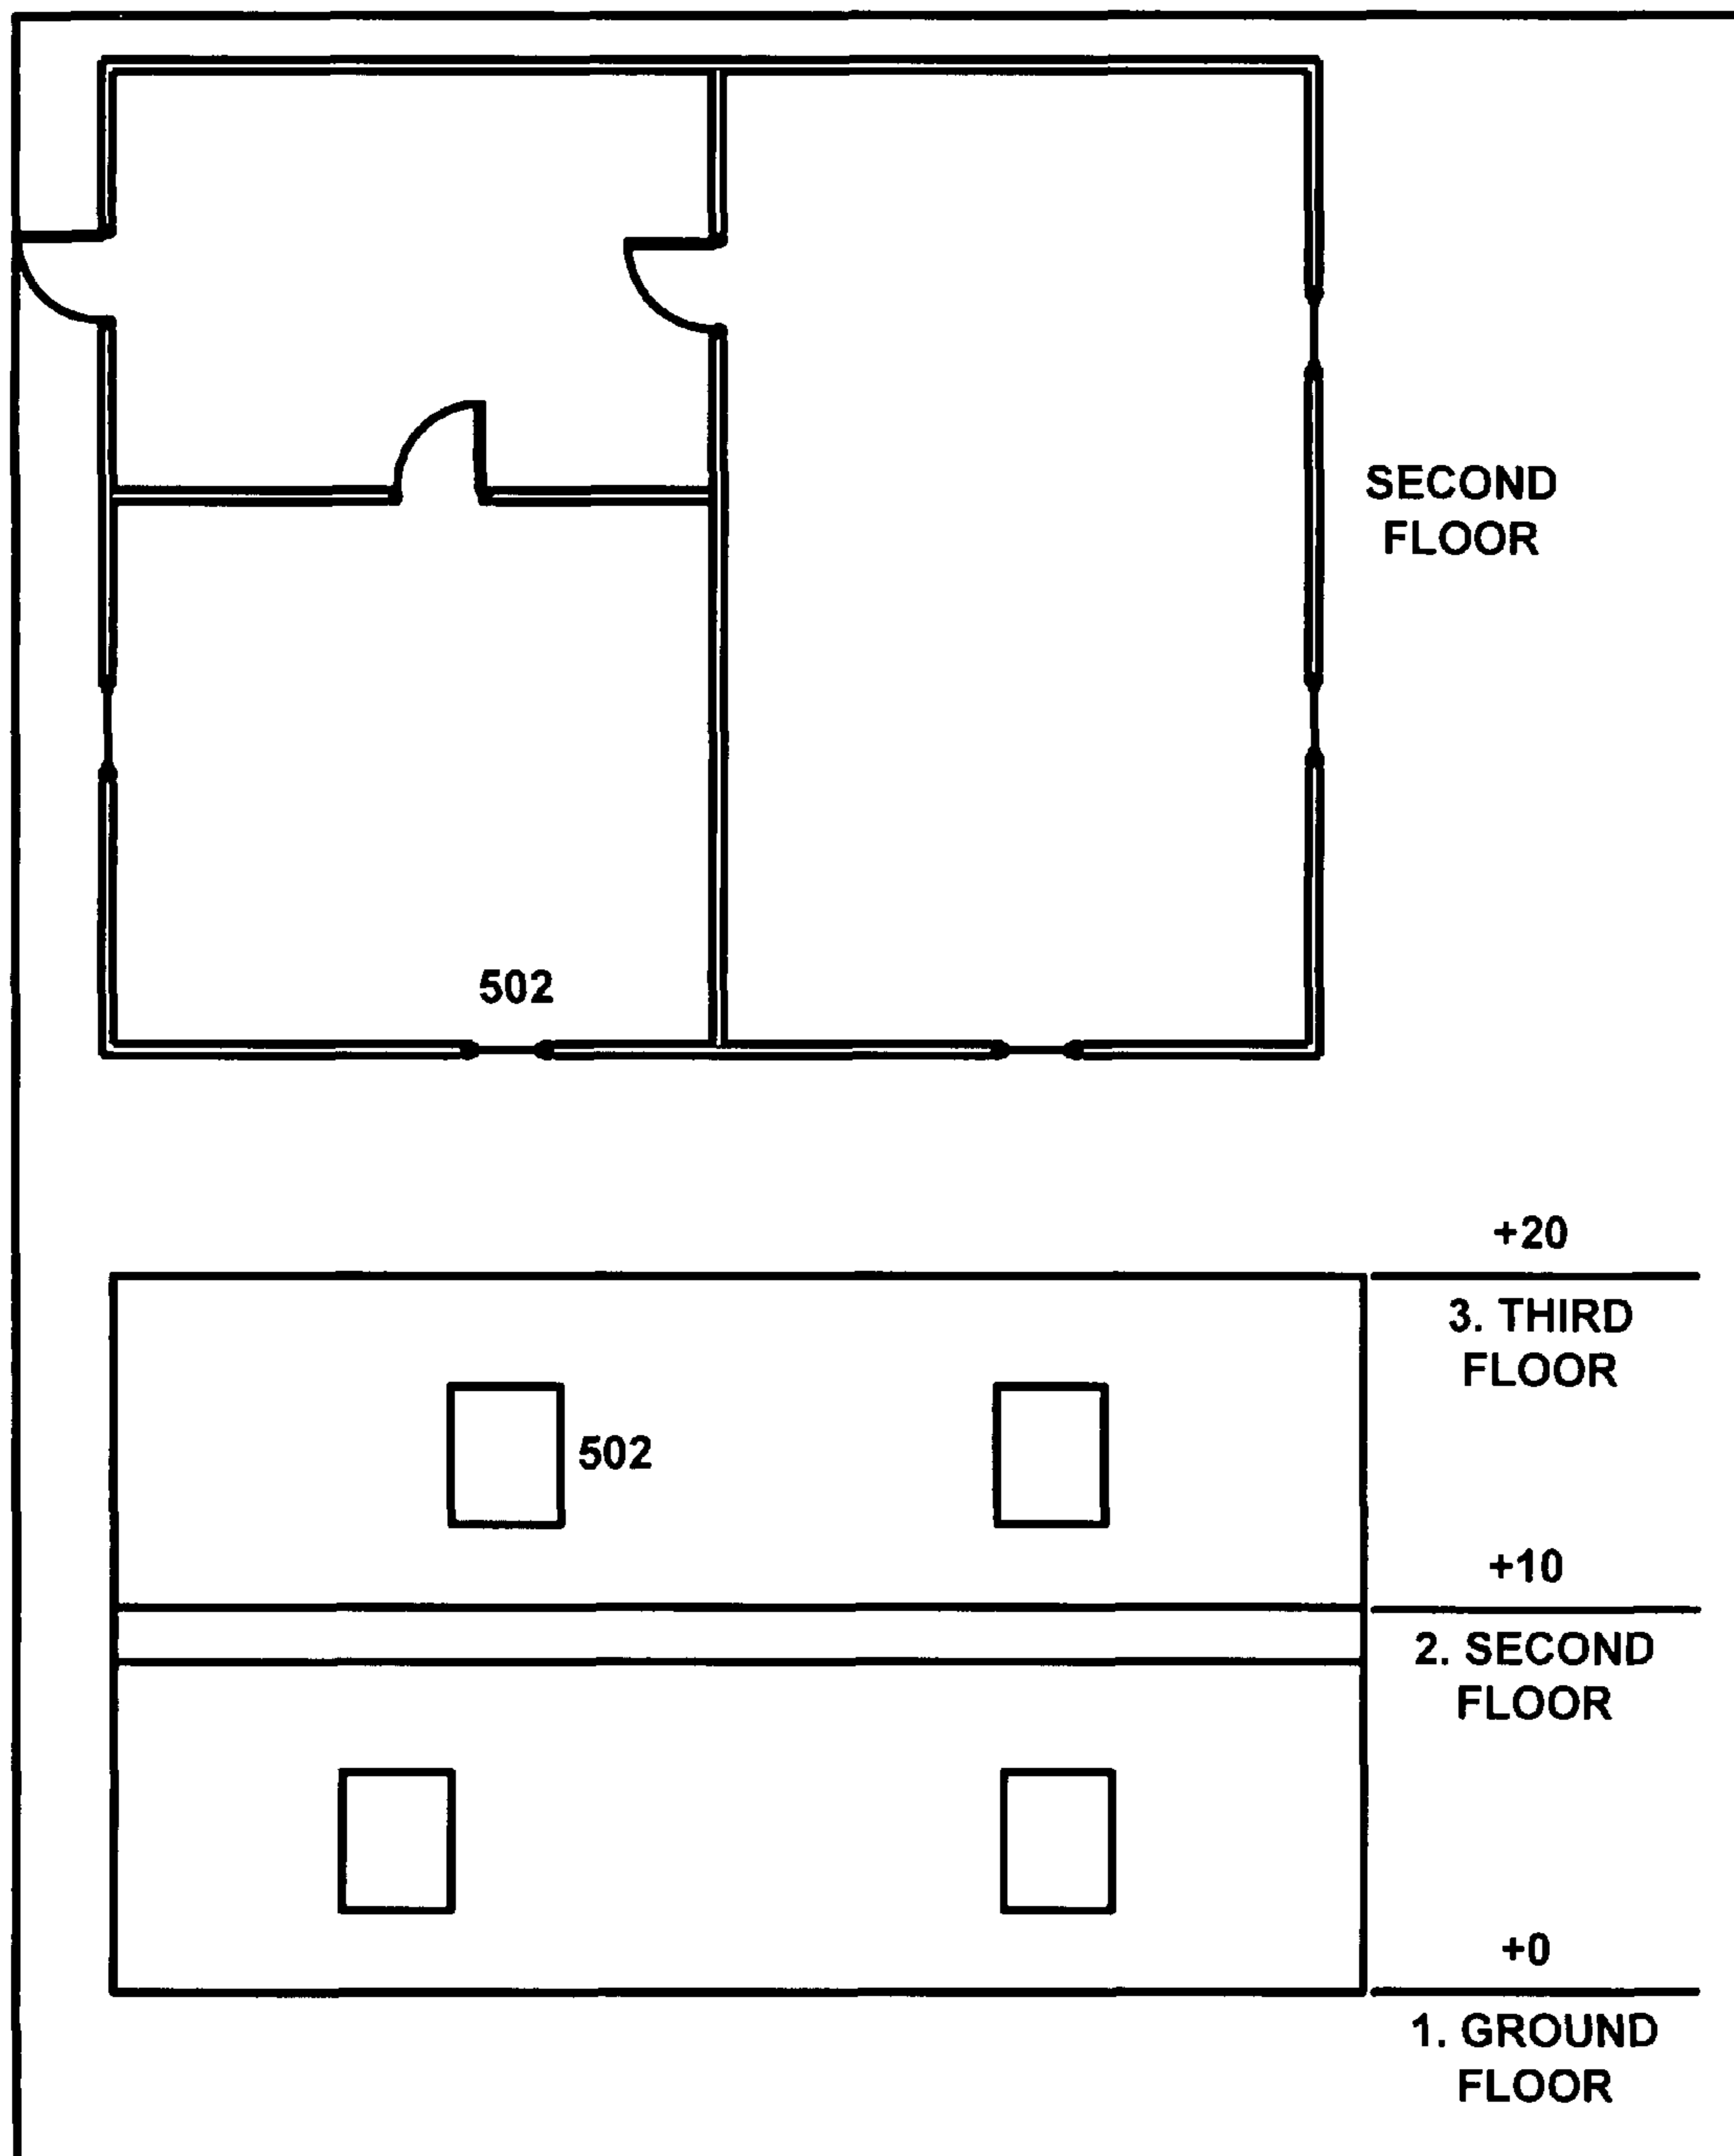 SECOND
FLOOR
502
+20
3. THIRD
FLOOR
502
+10
2. SECOND
FLOOR
+0
1. GROUND
FLOOR